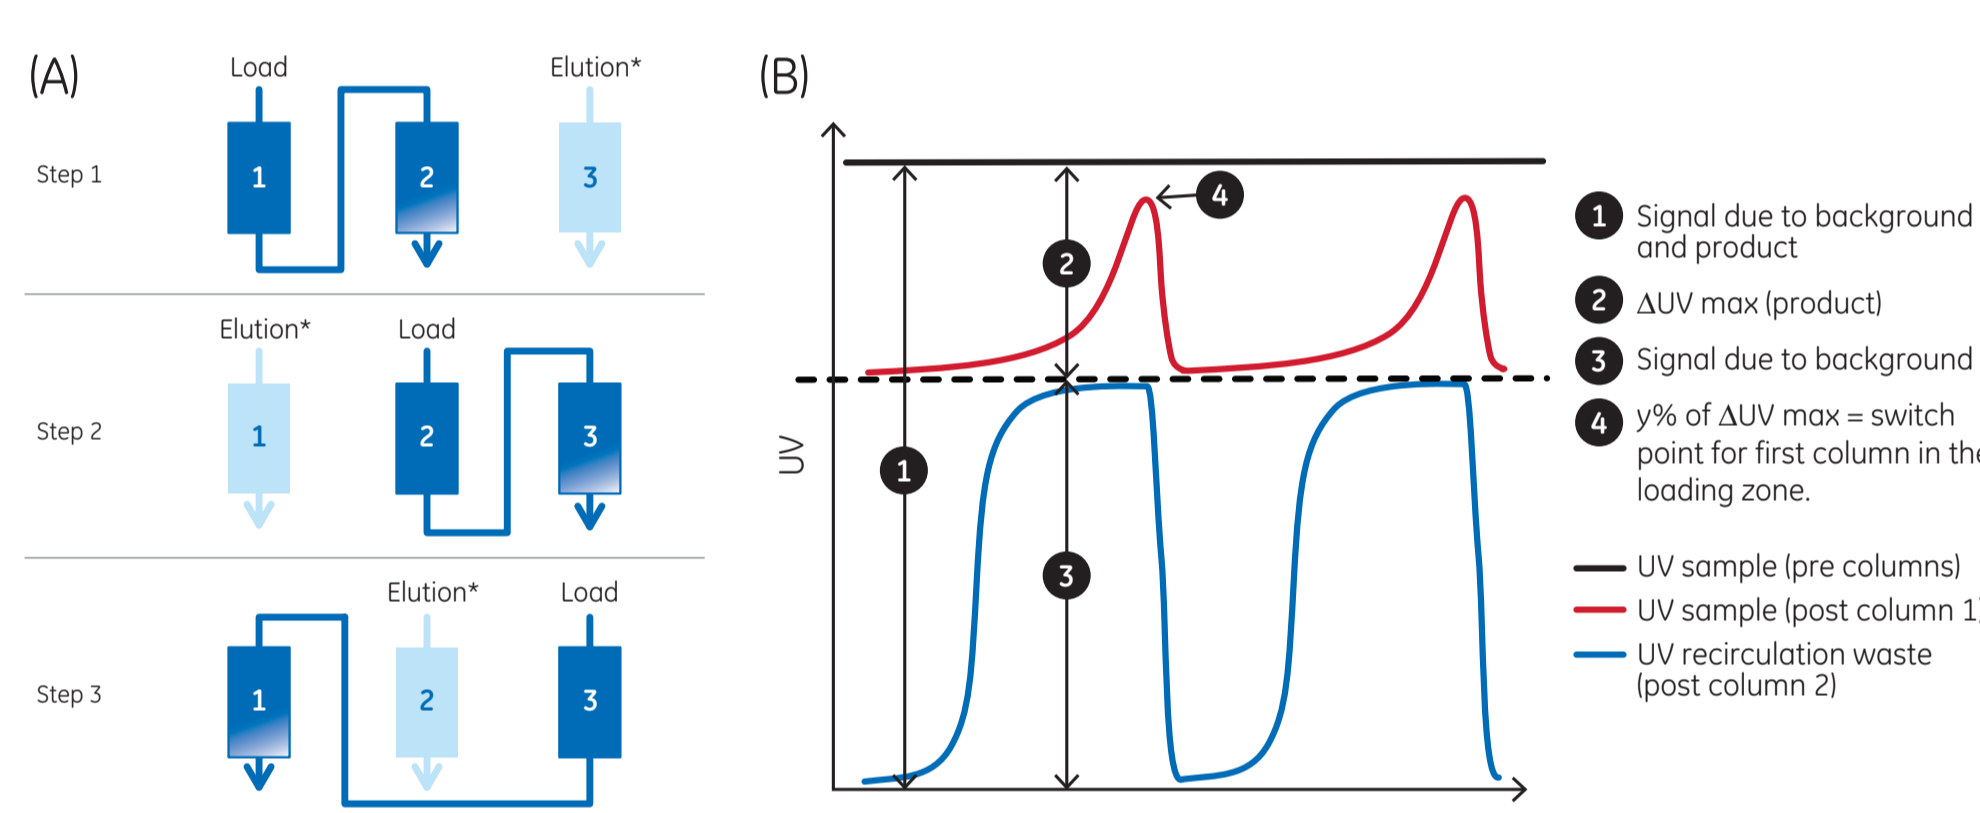 (A)
Load
Elution*
Step 1
1
2
3
Elution*
Load
Step 2
1
2
3
Elution*
Load
Step 3
1
2
3
(B)
UV
4
2
1
3
1 Signal due to background
and product
2 ΔUV max (product)
3 Signal due to background
4 y% of ΔUV max = switch
point for first column in the
loading zone.
UV sample (pre columns)
UV sample (post column 1)
UV recirculation waste
(post column 2)